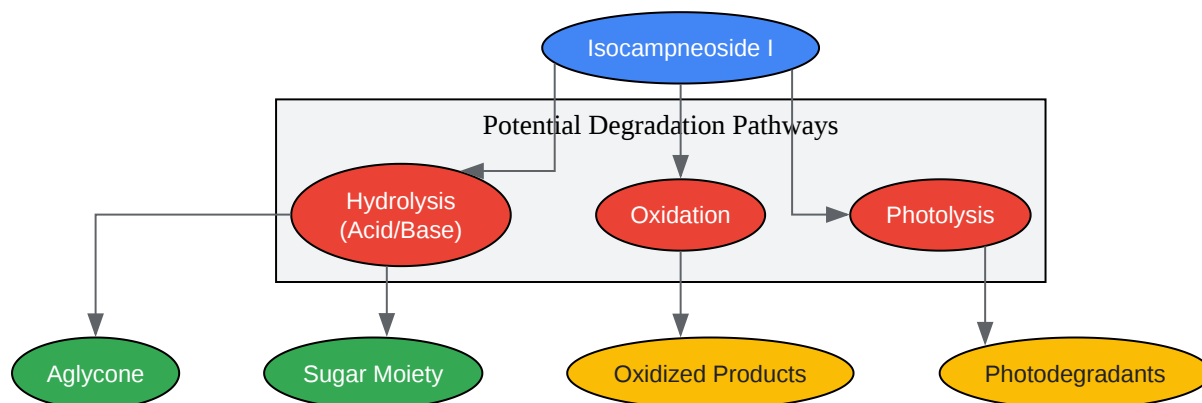 Isocampneoside I
Potential Degradation Pathways
Hydrolysis
(Acid/Base)
Oxidation
Photolysis
Aglycone
Sugar Moiety
Oxidized Products
Photodegradants